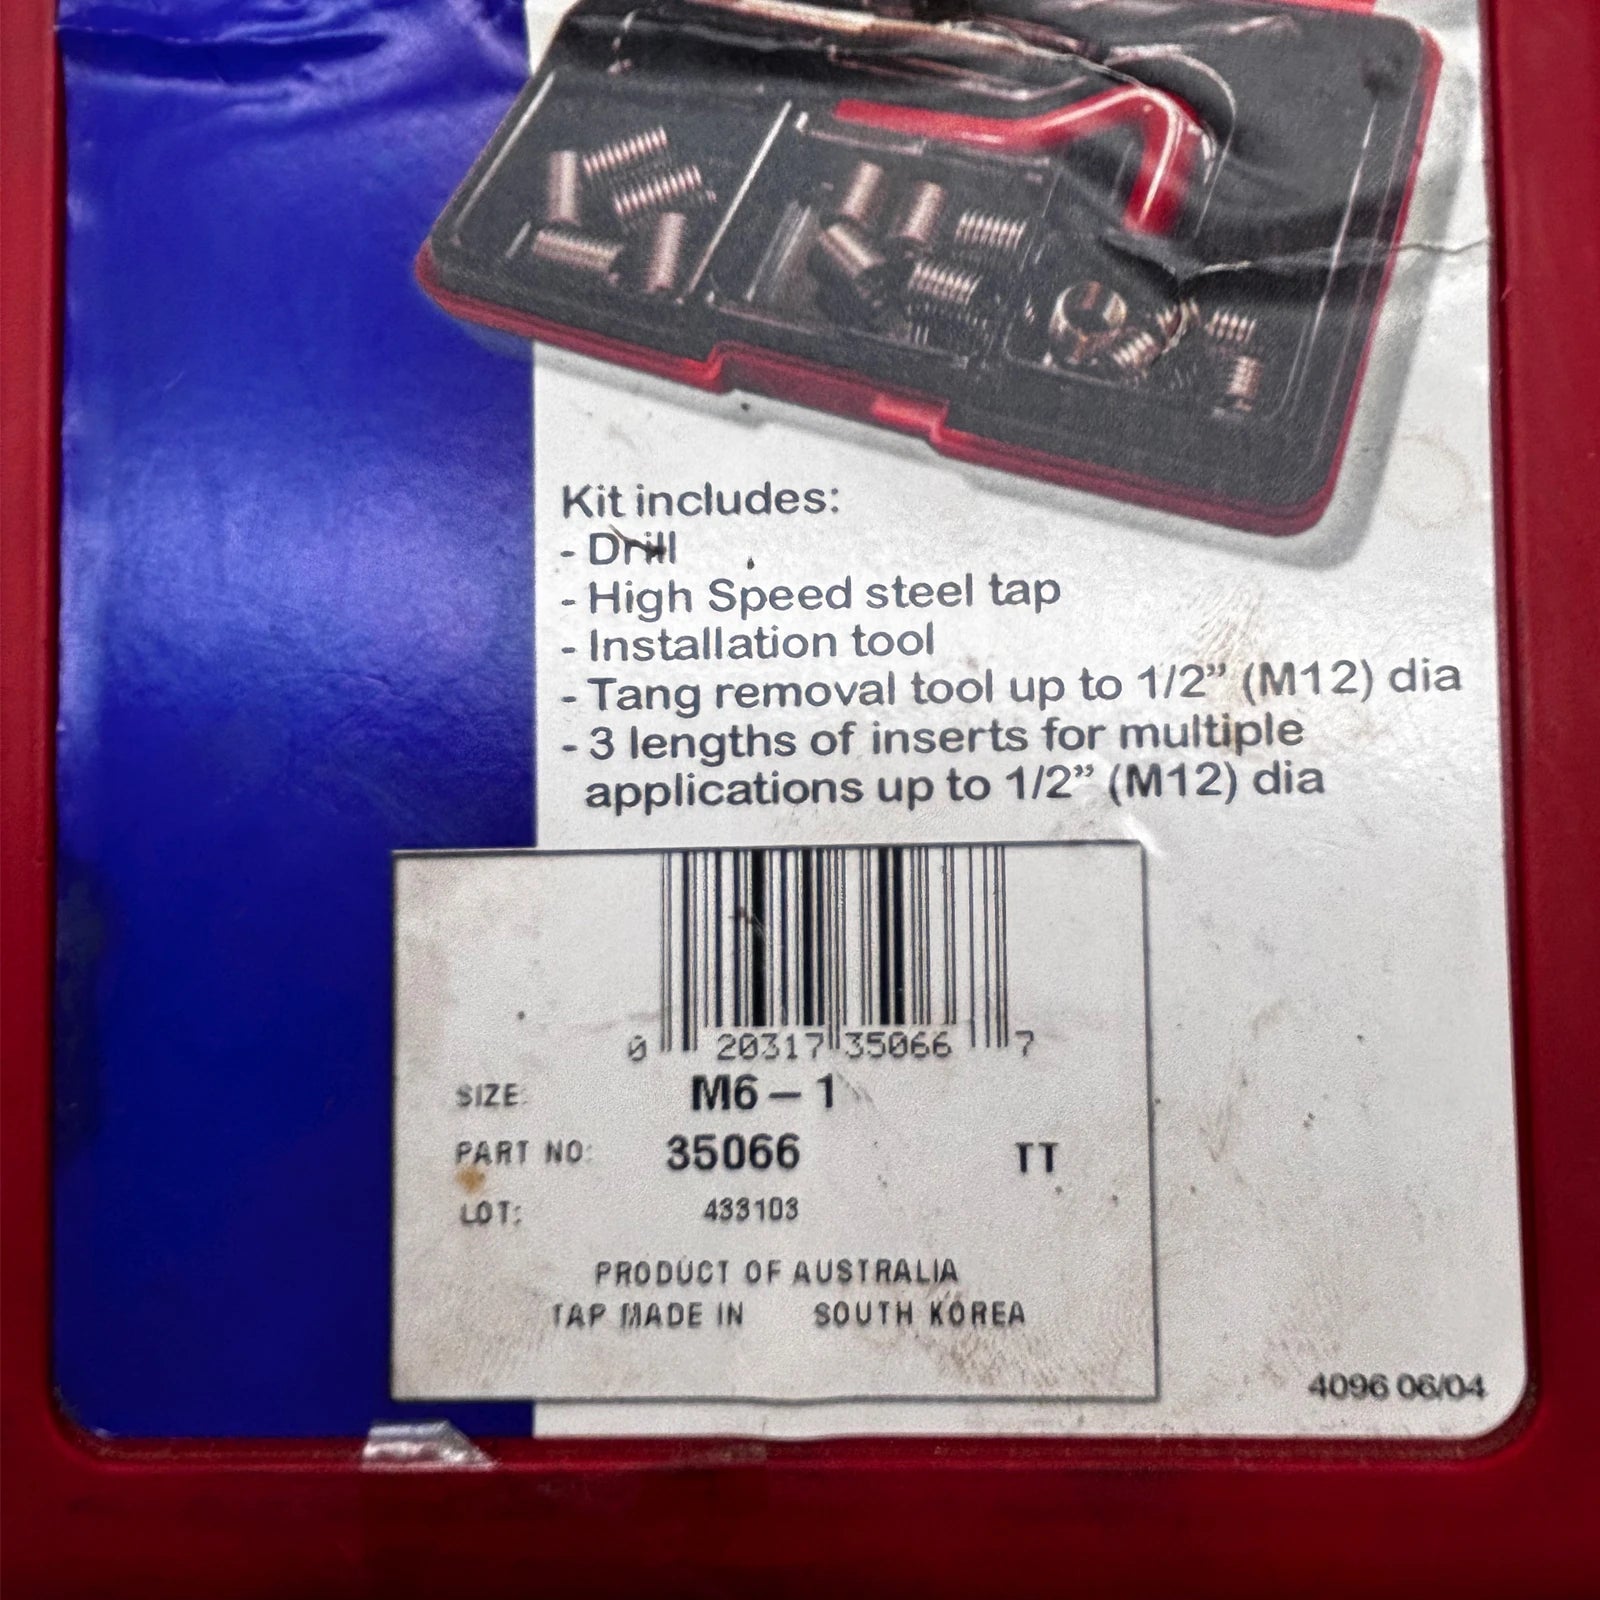 Kit includes:
- Drill
- High Speed steel tap
- Installation tool
- Tang removal tool up to 1/2” (M12) dia
- 3 lengths of inserts for multiple
applications up to 1/2” (M12) dia
0 20317 35066 7
SIZE: M6 – 1
PART NO: 35066 TT
LOT: 433103
PRODUCT OF AUSTRALIA
TAP MADE IN SOUTH KOREA
4096 06/04